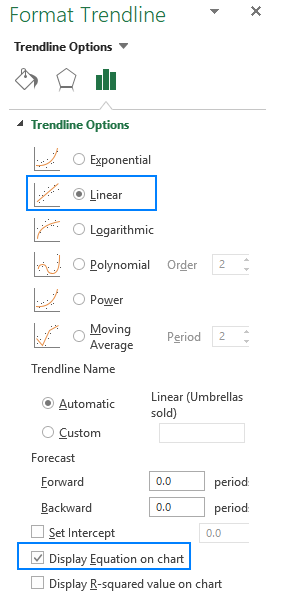 Format Trendline
Trendline Options
Trendline Options
Exponential
Linear
Logarithmic
Polynomial Order 2
Power
Moving
Average Period 2
Trendline Name
Automatic Linear (Umbrellas
sold)
Custom
Forecast
Forward 0.0 period
Backward 0.0 period
Set Intercept 0.0
Display Equation on chart
Display R-squared value on chart